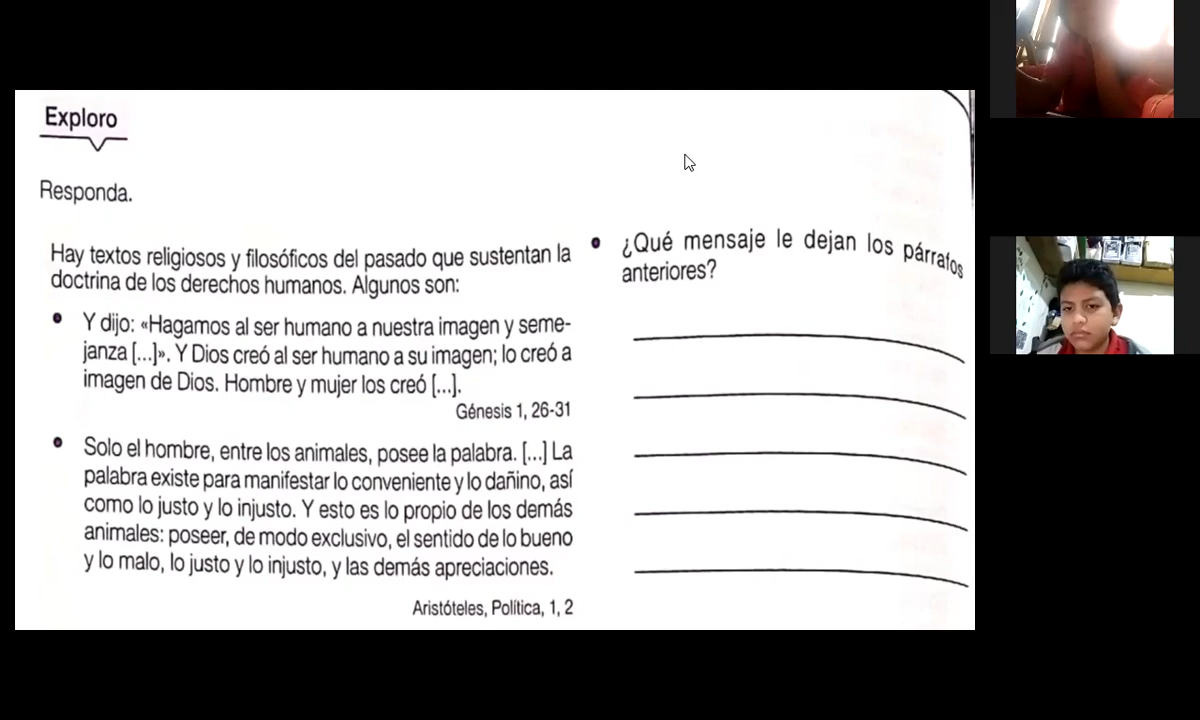 Exploro
Responda.
Hay textos religiosos y filosóficos del pasado que sustentan la
doctrina de los derechos humanos. Algunos son:
• Y dijo: «Hagamos al ser humano a nuestra imagen y seme-
janza [...]». Y Dios creó al ser humano a su imagen; lo creó a
imagen de Dios. Hombre y mujer los creó [...].
Génesis 1, 26-31
• Solo el hombre, entre los animales, posee la palabra. [...] La
palabra existe para manifestar lo conveniente y lo dañino, así
como lo justo y lo injusto. Y esto es lo propio de los demás
animales: poseer, de modo exclusivo, el sentido de lo bueno
y lo malo, lo justo y lo injusto, y las demás apreciaciones.
Aristóteles, Política, 1, 2
• ¿Qué mensaje le dejan los párrafos
anteriores?